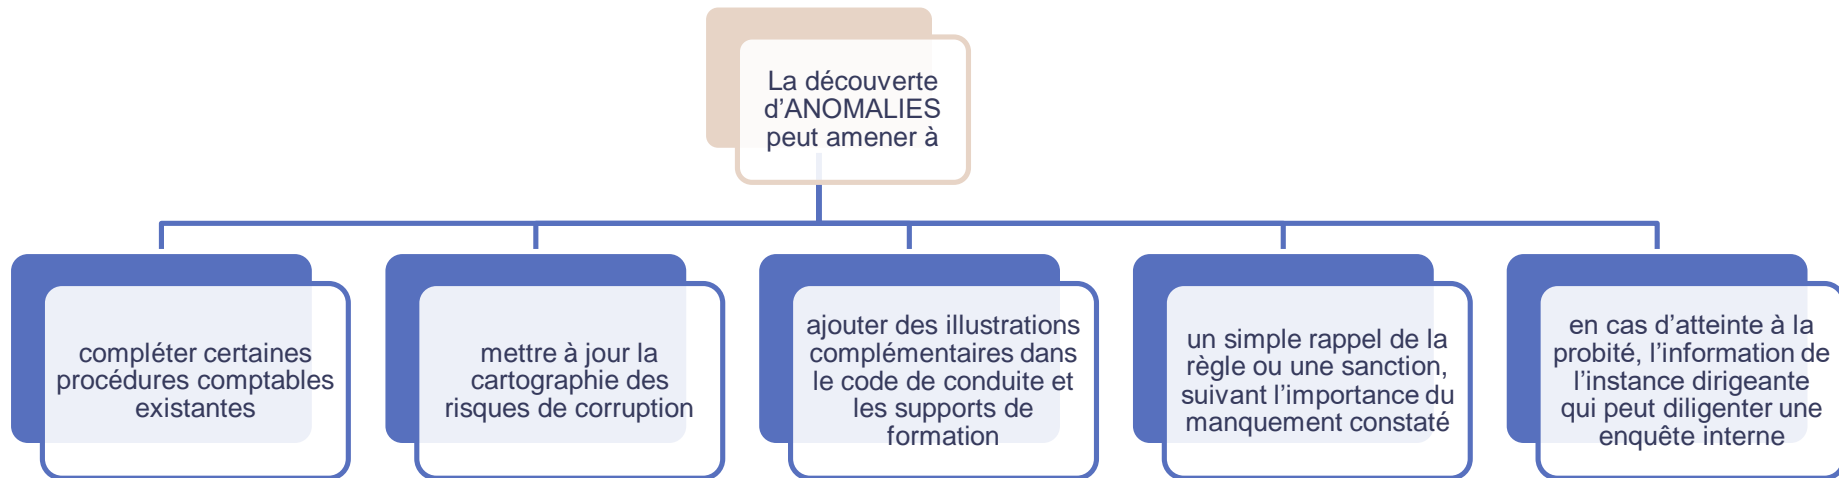 La découverte
d'ANOMALIES
peut amener à
compléter certaines
procédures comptables
existantes
mettre à jour la
cartographie des
risques de corruption
ajouter des illustrations
complémentaires dans
le code de conduite et
les supports de
formation
un simple rappel de la
règle ou une sanction,
suivant l'importance du
manquement constaté
en cas d'atteinte à la
probité, l'information de
l'instance dirigeante
qui peut diligenter une
enquête interne